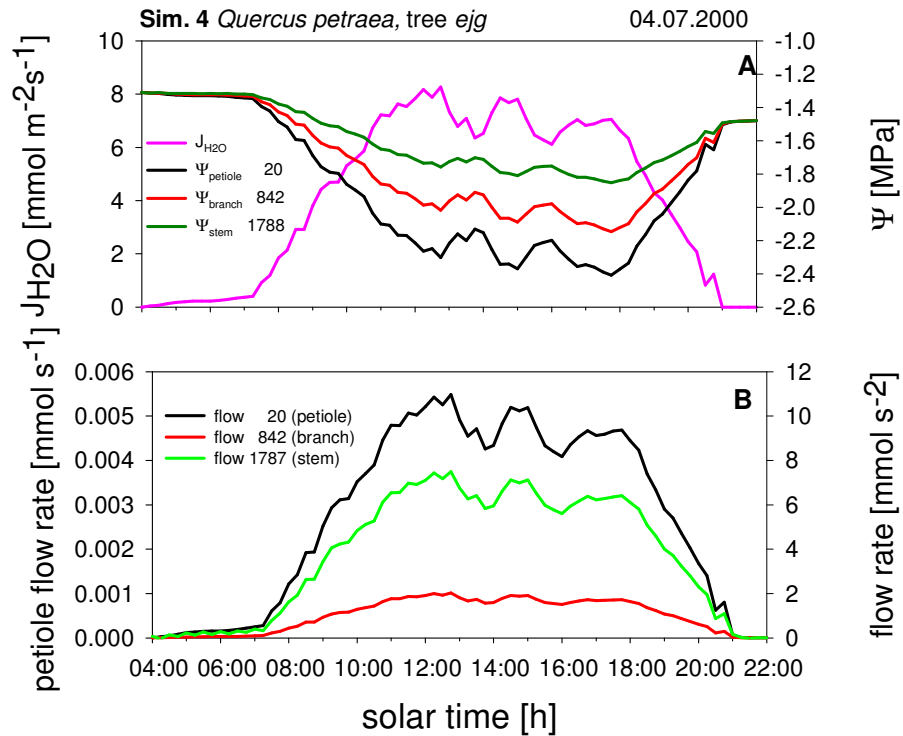 Sim. 4 Quercus petraea, tree ejg 04.07.2000
A
JH2O [mmol m-2s-1]
10
8
6
4
2
0
JH2O
Ψpetiole 20
Ψbranch 842
Ψstem 1788
-1.0
-1.2
-1.4
-1.6
-1.8
-2.0
-2.2
-2.4
-2.6
Ψ [MPa]
B
petiole flow rate [mmol s-1]
0.006
0.005
0.004
0.003
0.002
0.001
0.000
flow 20 (petiole)
flow 842 (branch)
flow 1787 (stem)
12
10
8
6
4
2
0
flow rate [mmol s-2]
04:00 06:00 08:00 10:00 12:00 14:00 16:00 18:00 20:00 22:00
solar time [h]